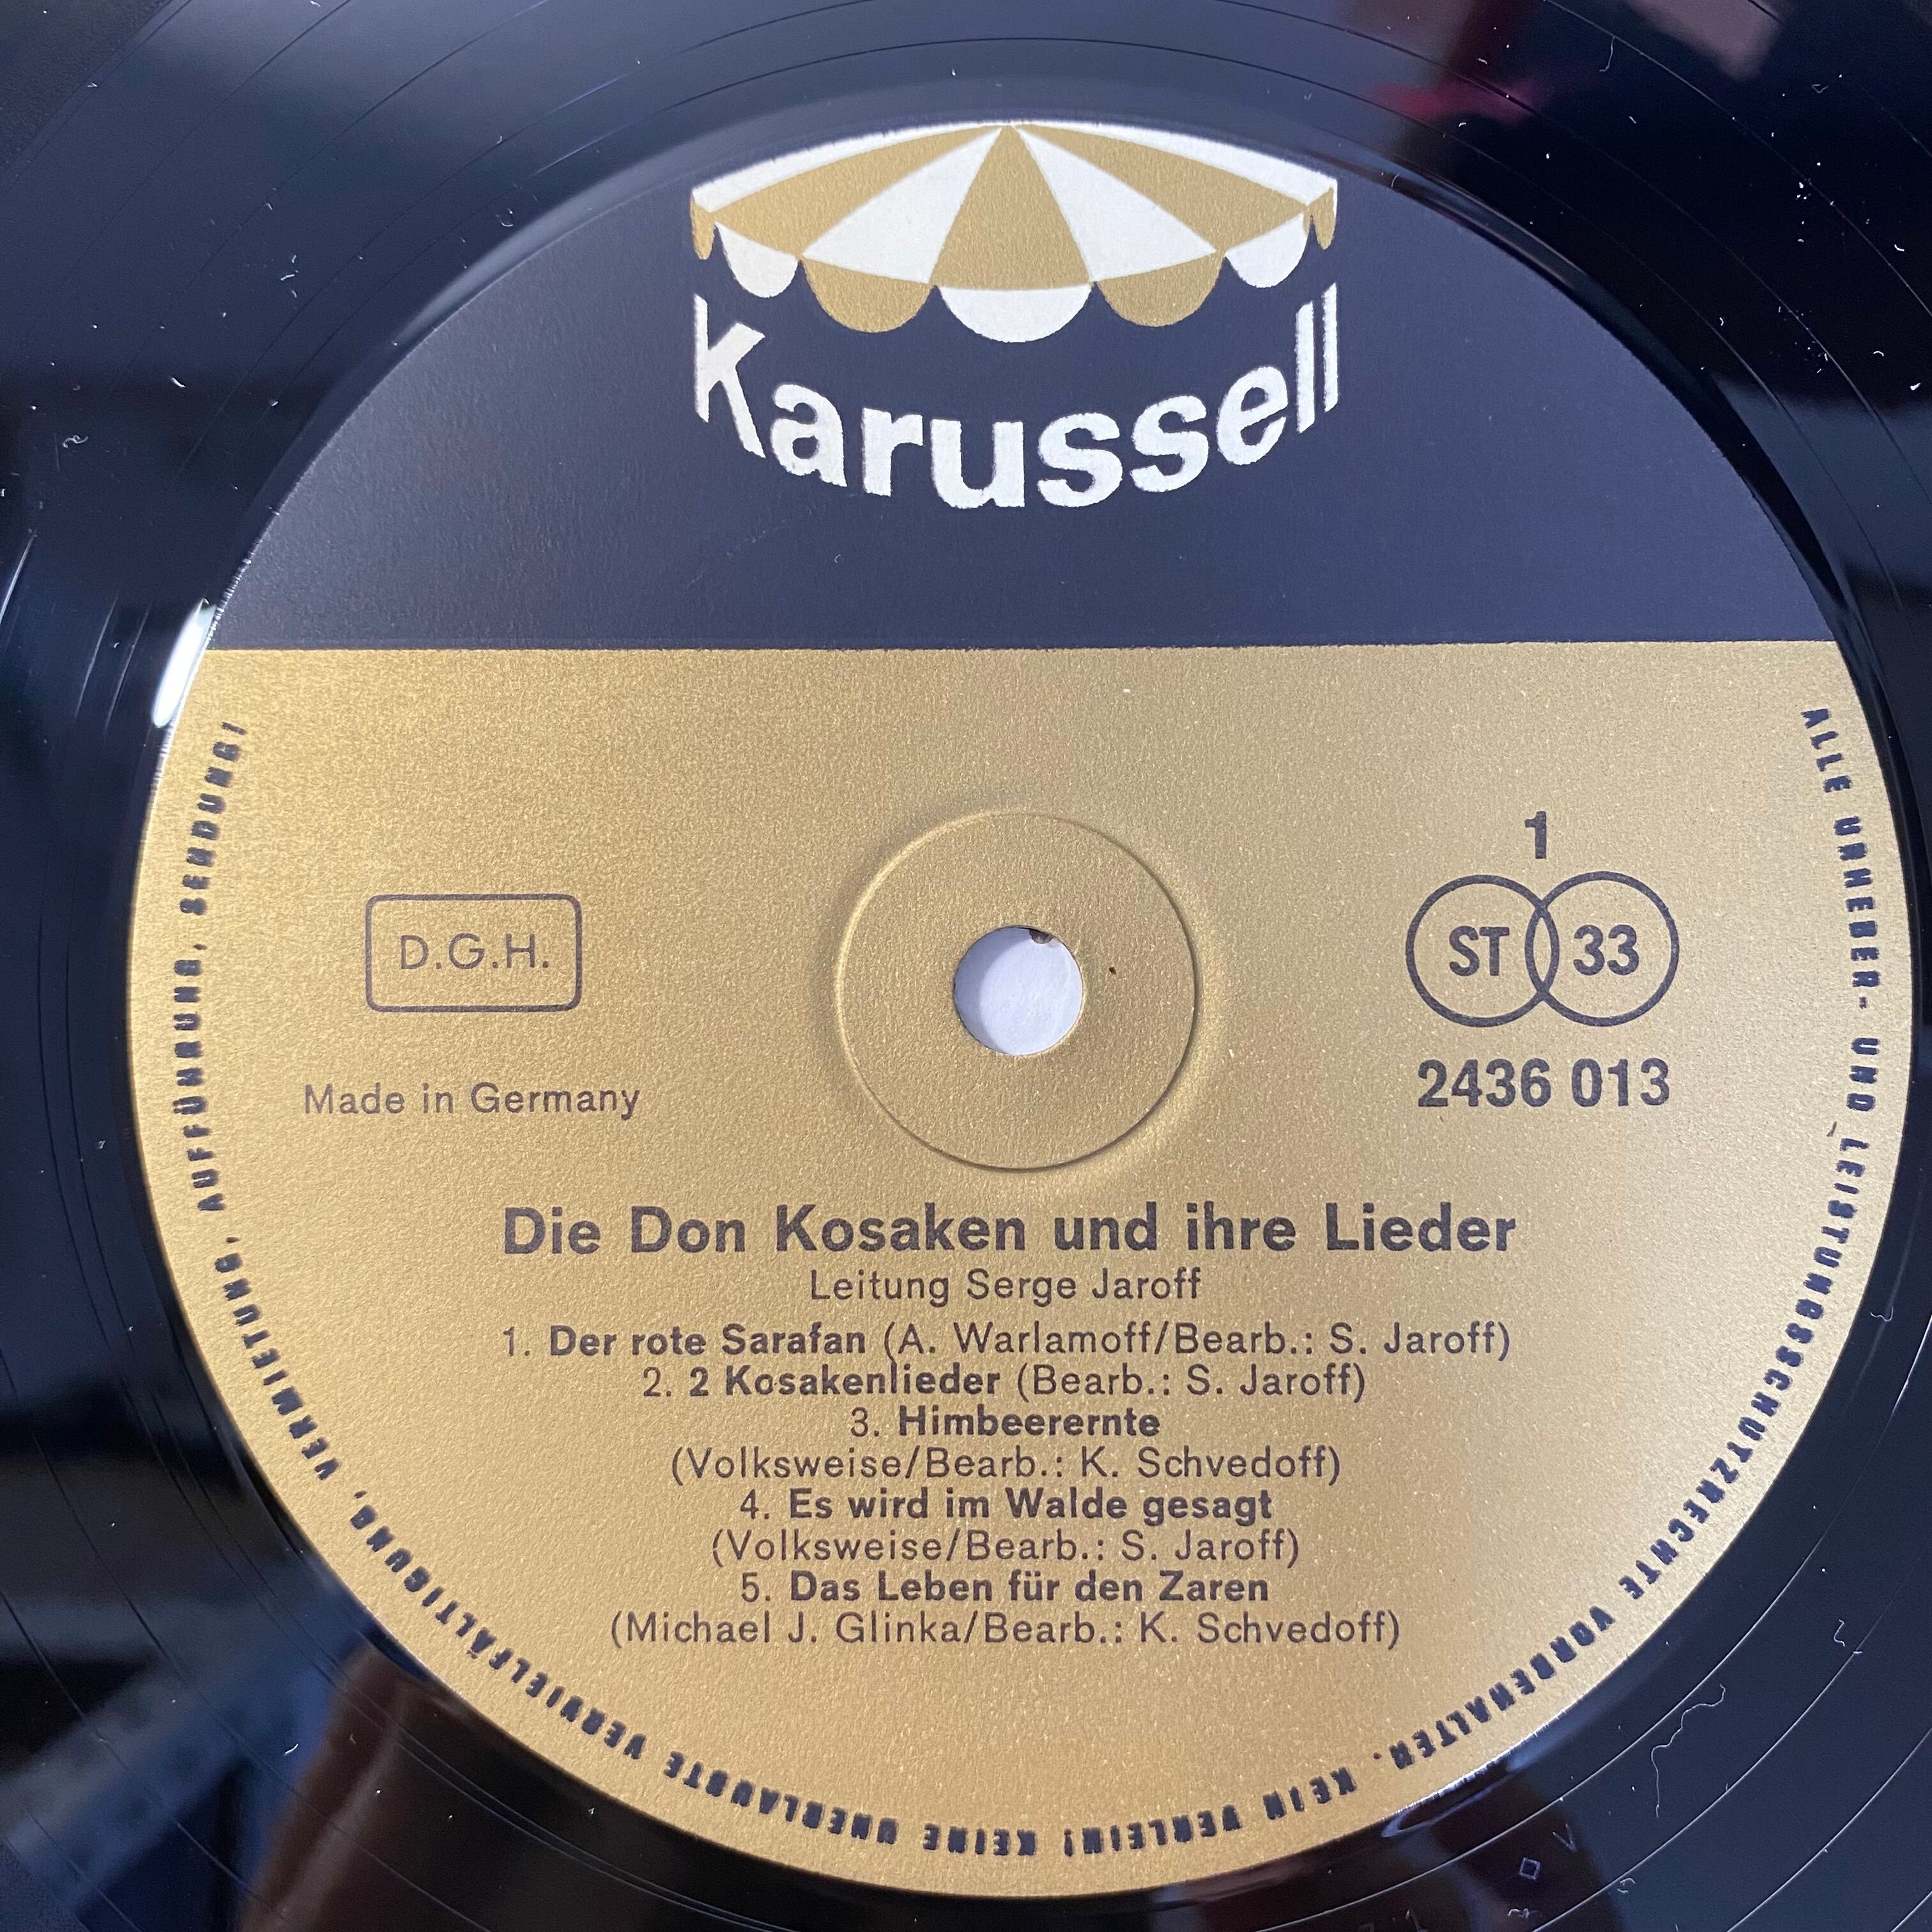 Karussell
D.G.H.
Made in Germany
1
ST 33
2436 013
Die Don Kosaken und ihre Lieder
Leitung Serge Jaroff
1. Der rote Sarafan (A. Warlamoff/Bearb.: S. Jaroff)
2. 2 Kosakenlieder (Bearb.: S. Jaroff)
3. Himbeerernte
(Volksweise/Bearb.: K. Schvedoff)
4. Es wird im Walde gesagt
(Volksweise/Bearb.: S. Jaroff)
5. Das Leben für den Zaren
(Michael J. Glinka/Bearb.: K. Schvedoff)
ALLE URHEBER- UND LEISTUNGSSCHUTZRECHTE VORBEHALTEN. KEIN VERLEIH! KEINE UNERLAUBTE VERVIELFÄLTIGUNG, VERMIETUNG, AUFFÜHRUNG, SENDUNG!